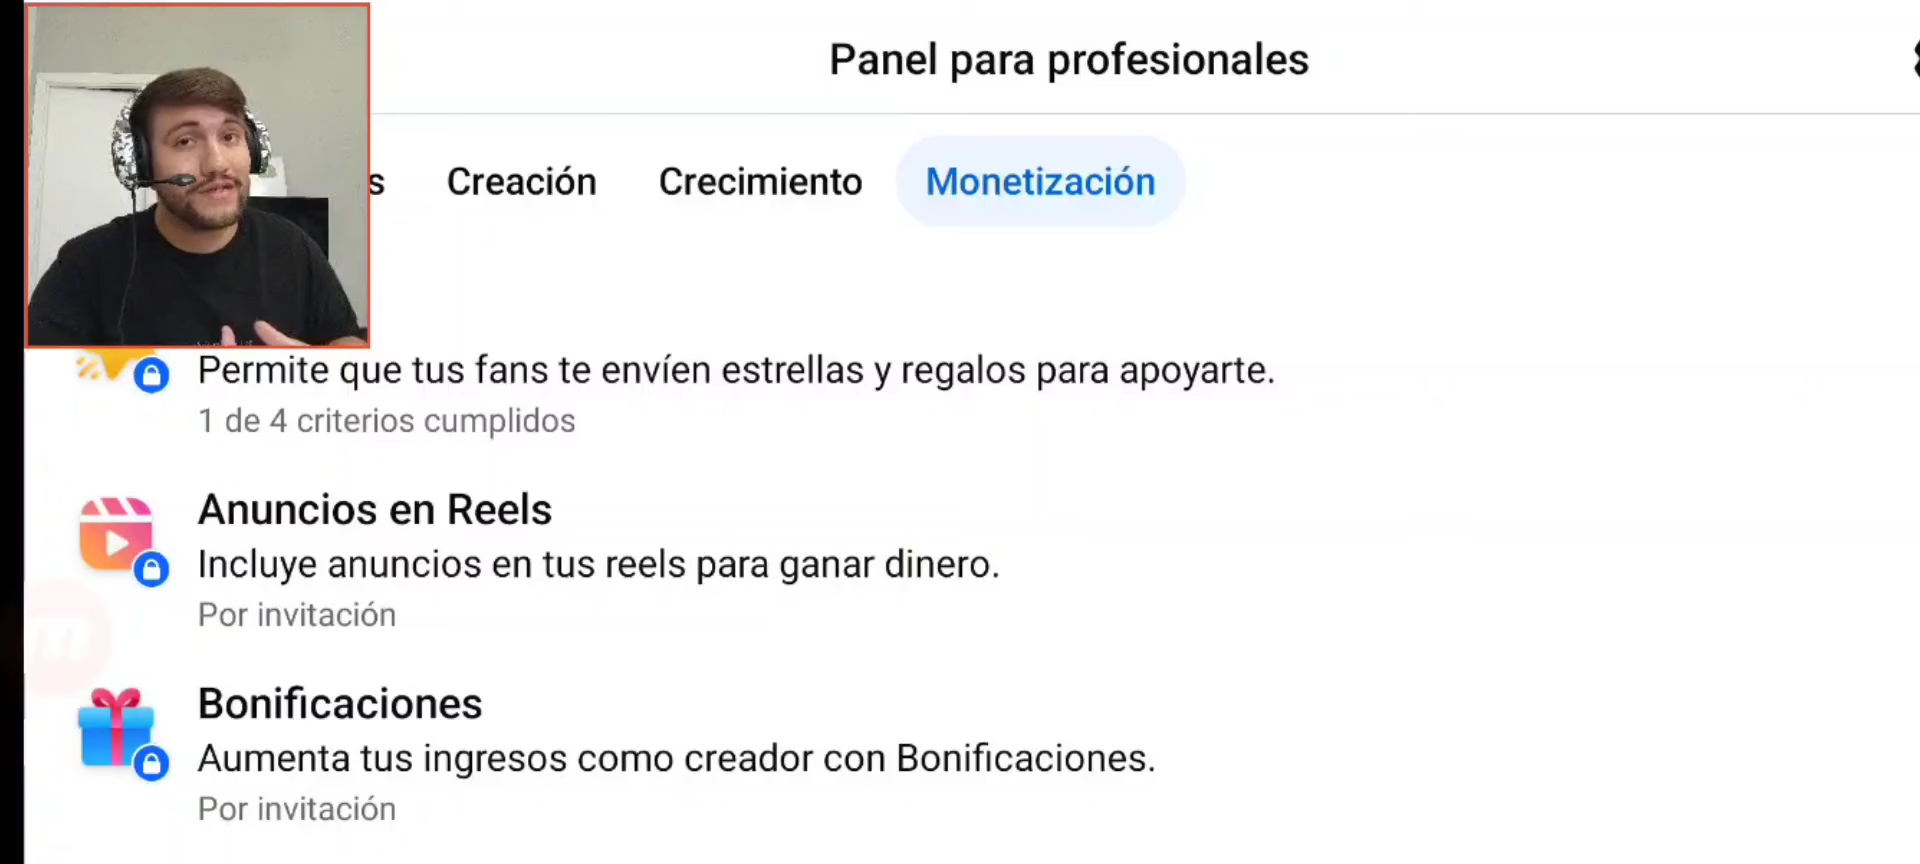 Panel para profesionales
s Creación Crecimiento Monetización
Permite que tus fans te envíen estrellas y regalos para apoyarte.
1 de 4 criterios cumplidos
Anuncios en Reels
Incluye anuncios en tus reels para ganar dinero.
Por invitación
m
Bonificaciones
Aumenta tus ingresos como creador con Bonificaciones.
Por invitación